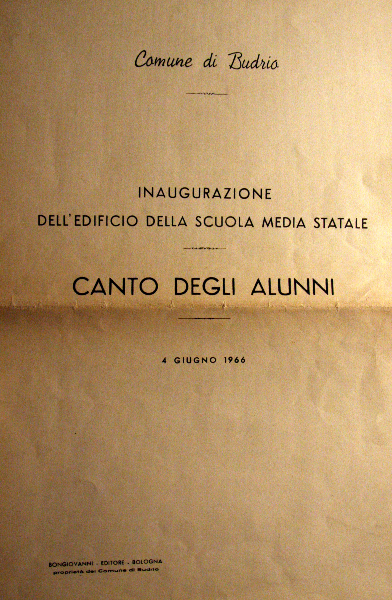 Comune di Budrio
INAUGURAZIONE
DELL'EDIFICIO DELLA SCUOLA MEDIA STATALE
CANTO DEGLI ALUNNI
4 GIUGNO 1966
BONGIOVANNI - EDITORE - BOLOGNA
proprietà del Comune di Budrio